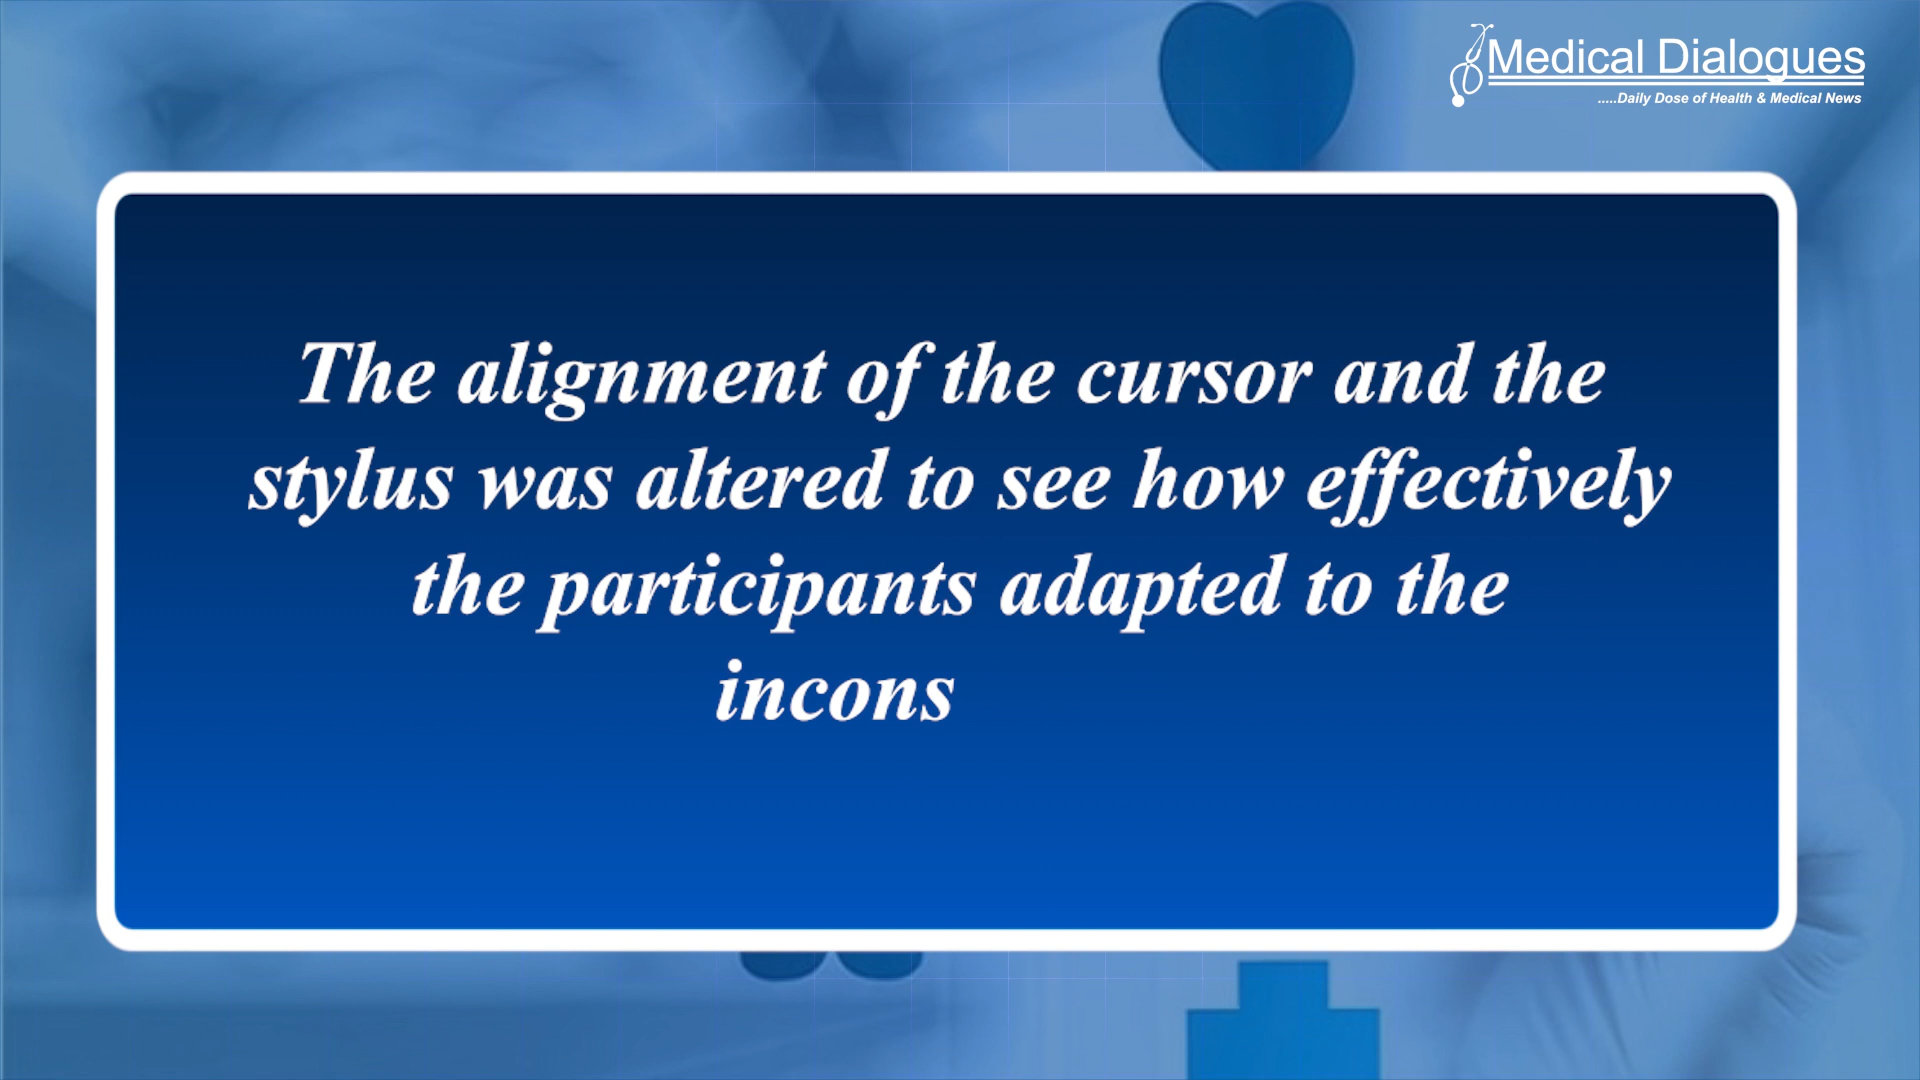 Medical Dialogues
.....Daily Dose of Health & Medical News
The alignment of the cursor and the
stylus was altered to see how effectively
the participants adapted to the
incons